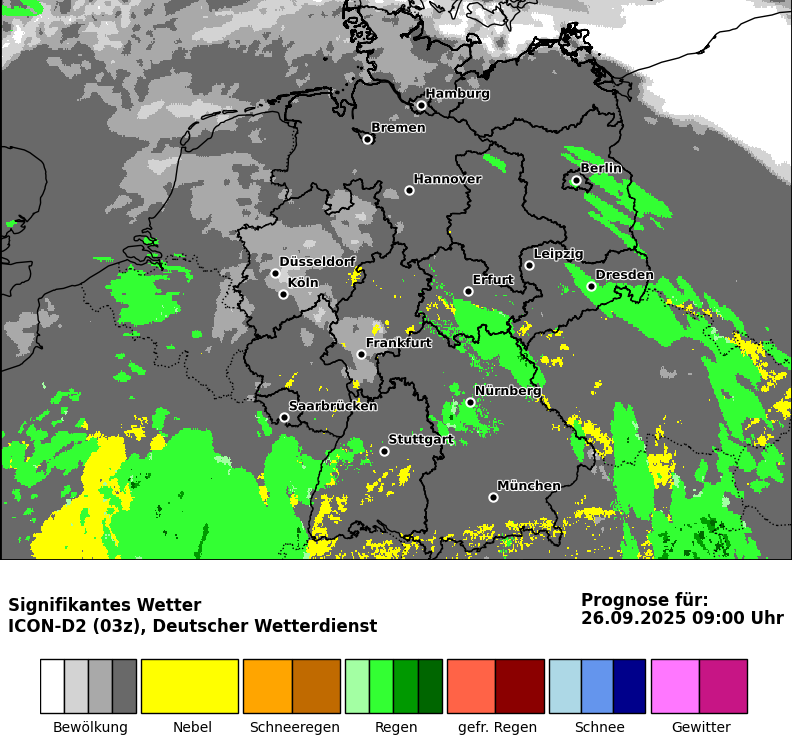 Hamburg
Bremen
Berlin
Hannover
Leipzig
Düsseldorf
Dresden
Erfurt
Köln
Frankfurt
Nürnberg
Saarbrücken
Stuttgart
München
Signifikantes Wetter
ICON-D2 (03z), Deutscher Wetterdienst
Prognose für:
26.09.2025 09:00 Uhr
Bewölkung
Nebel
Schneeregen
Regen
gefr. Regen
Schnee
Gewitter